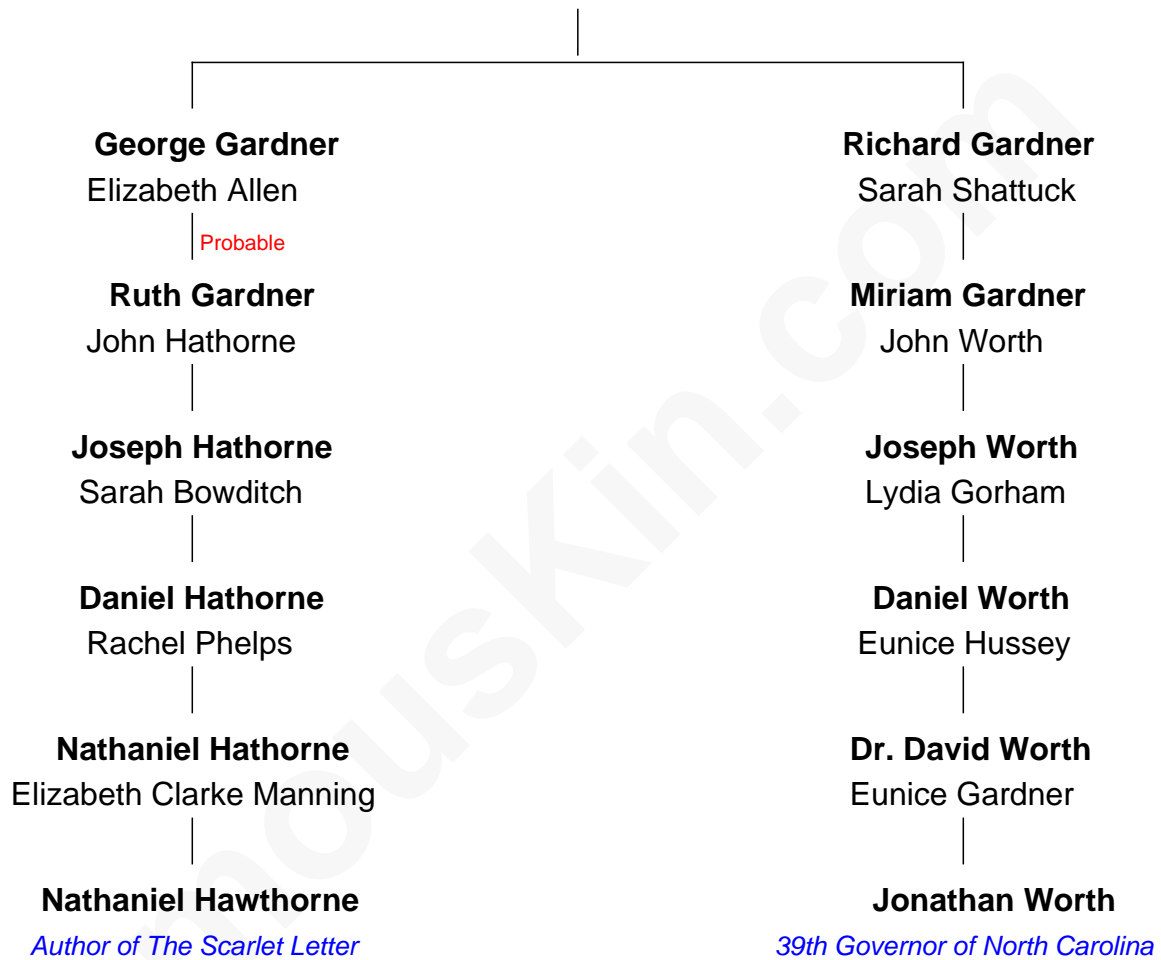 George Gardner
Elizabeth Allen
Probable
Ruth Gardner
John Hathorne
Joseph Hathorne
Sarah Bowditch
Daniel Hathorne
Rachel Phelps
Nathaniel Hathorne
Elizabeth Clarke Manning
Nathaniel Hawthorne
Author of The Scarlet Letter
Richard Gardner
Sarah Shattuck
Miriam Gardner
John Worth
Joseph Worth
Lydia Gorham
Daniel Worth
Eunice Hussey
Dr. David Worth
Eunice Gardner
Jonathan Worth
39th Governor of North Carolina
mousKin.com